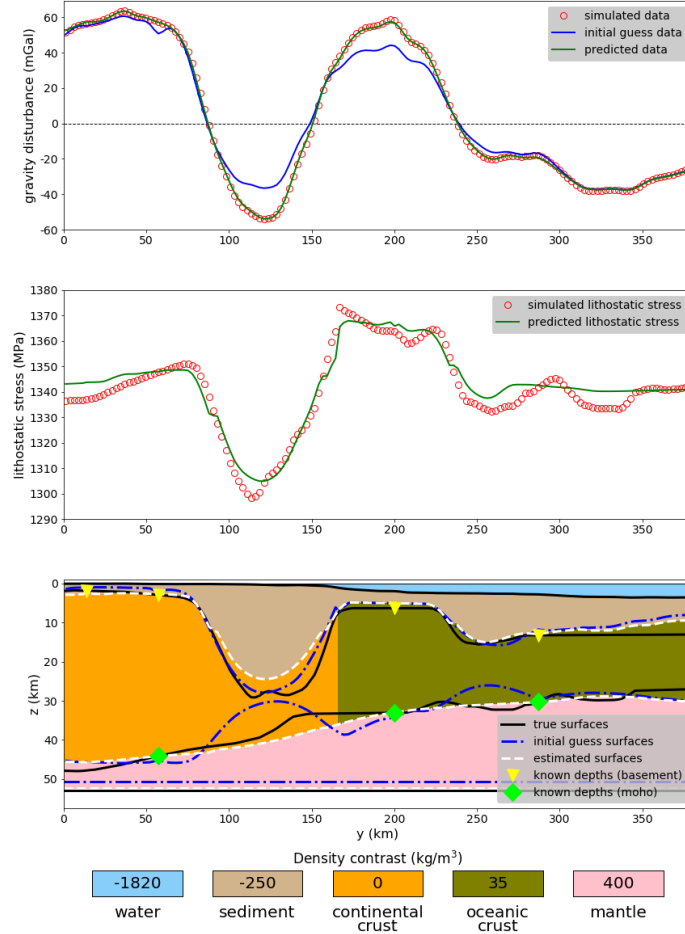 60
40
20
0
-20
-40
-60
gravity disturbance (mGal)
simulated data
initial guess data
predicted data
0 50 100 150 200 250 300 350
1380
1370
1360
1350
1340
1330
1320
1310
1300
1290
lithostatic stress (MPa)
simulated lithostatic stress
predicted lithostatic stress
0 50 100 150 200 250 300 350
0
10
20
30
40
50
z (km)
true surfaces
initial guess surfaces
estimated surfaces
known depths (basement)
known depths (moho)
0 50 100 150 200 250 300 350
y (km)
Density contrast (kg/m³)
-1820 -250 0 35 400
water sediment continental crust oceanic crust mantle